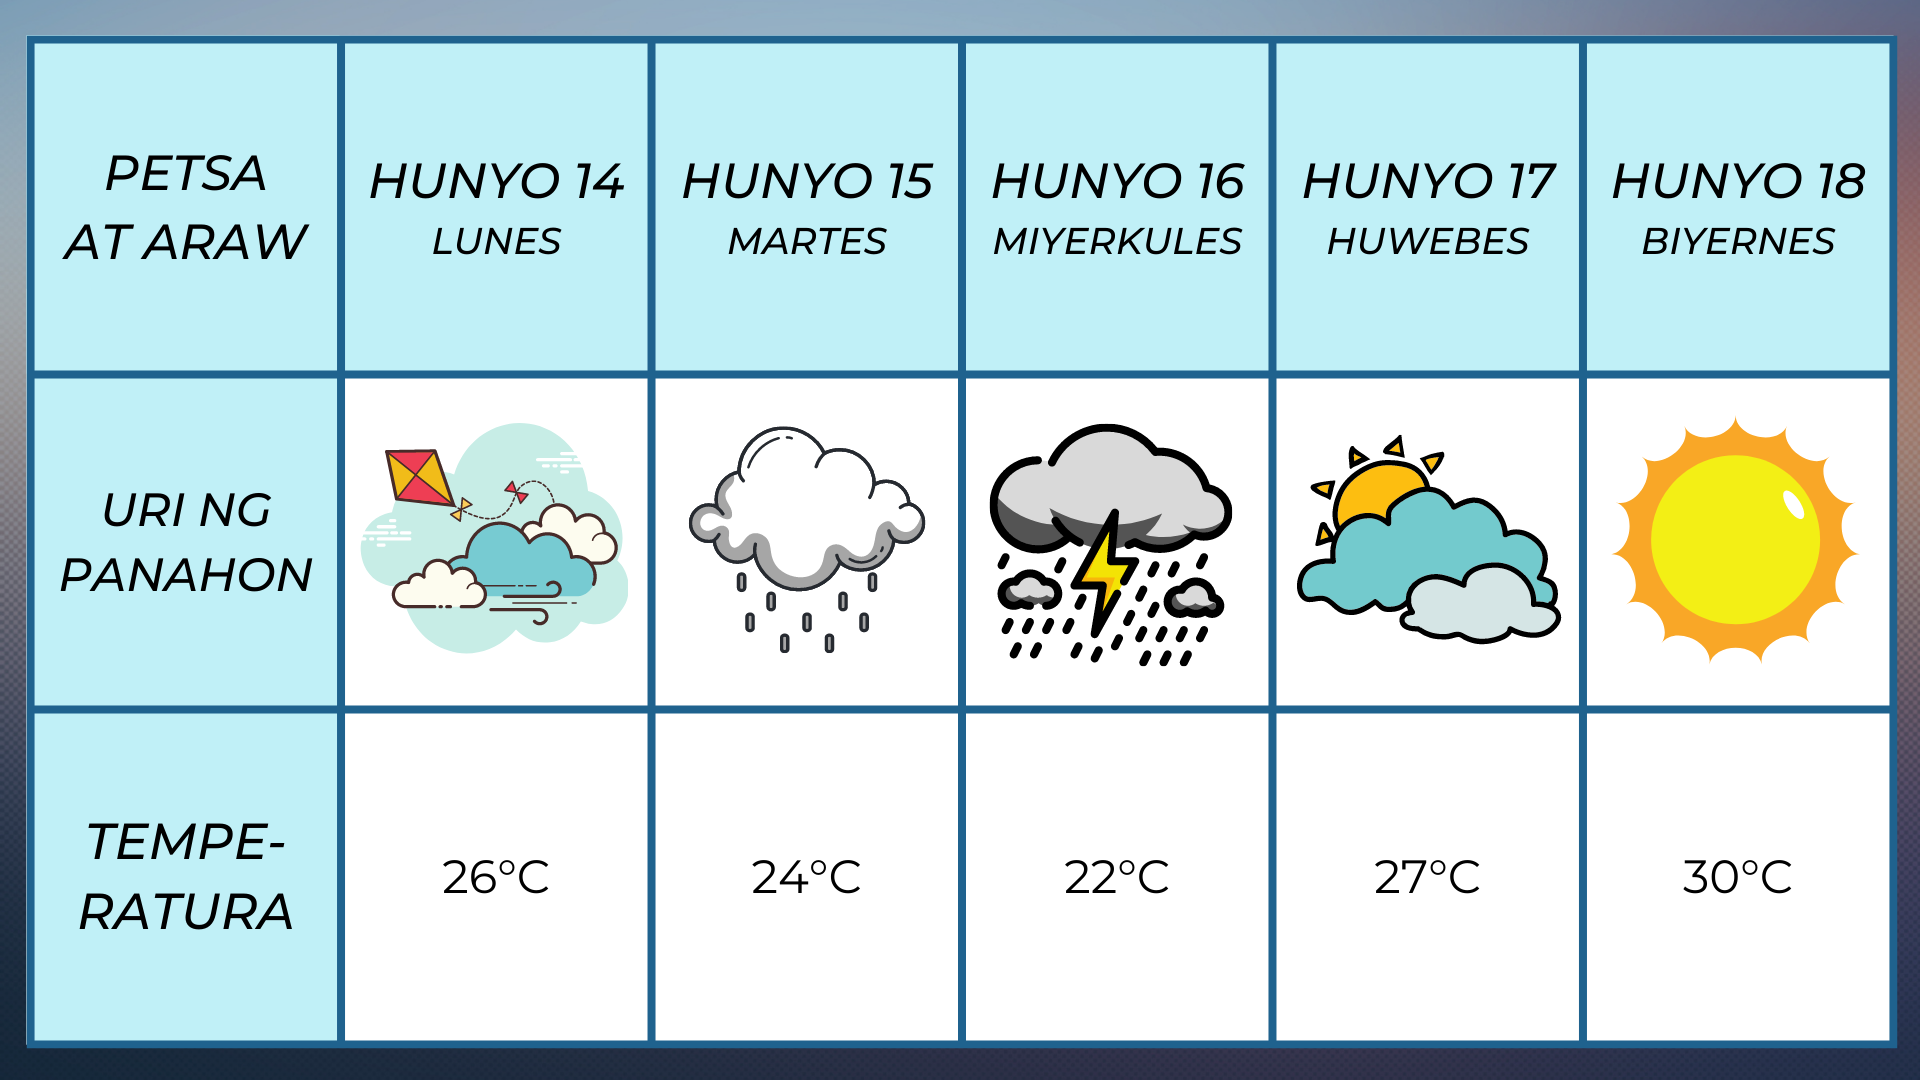 PETSA
AT ARAW
HUNYO 14
LUNES
HUNYO 15
MARTES
HUNYO 16
MIYERKULES
HUNYO 17
HUWEBES
HUNYO 18
BIYERNES
URI NG
PANAHON
TEMPE-
RATURA
26°C
24°C
22°C
27°C
30°C